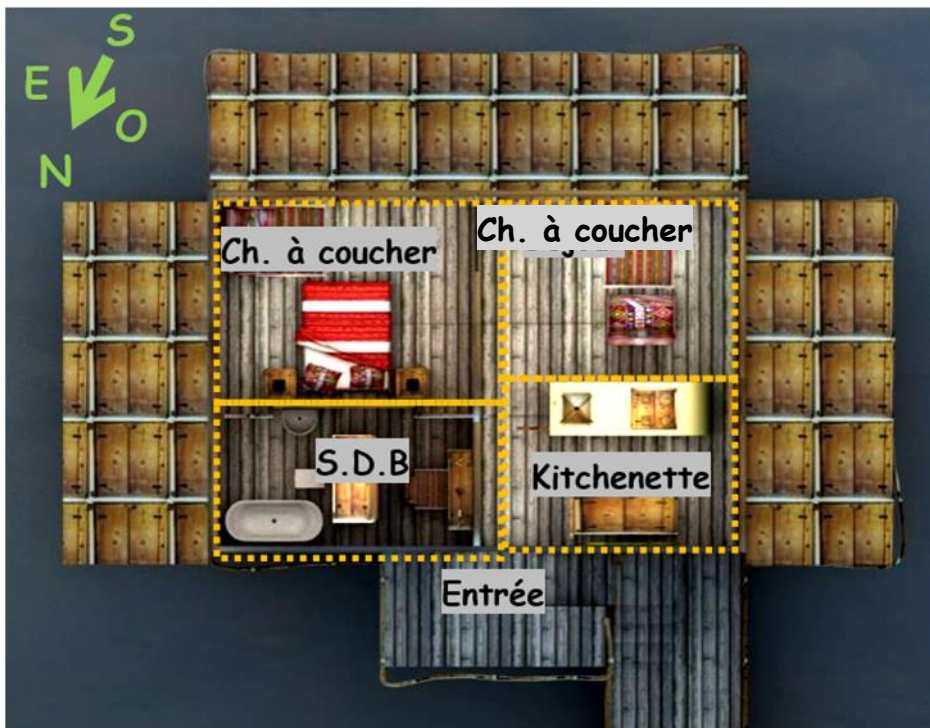 S
E
O
N
Ch. à coucher
Ch. à coucher
S.D.B
Kitchenette
Entrée